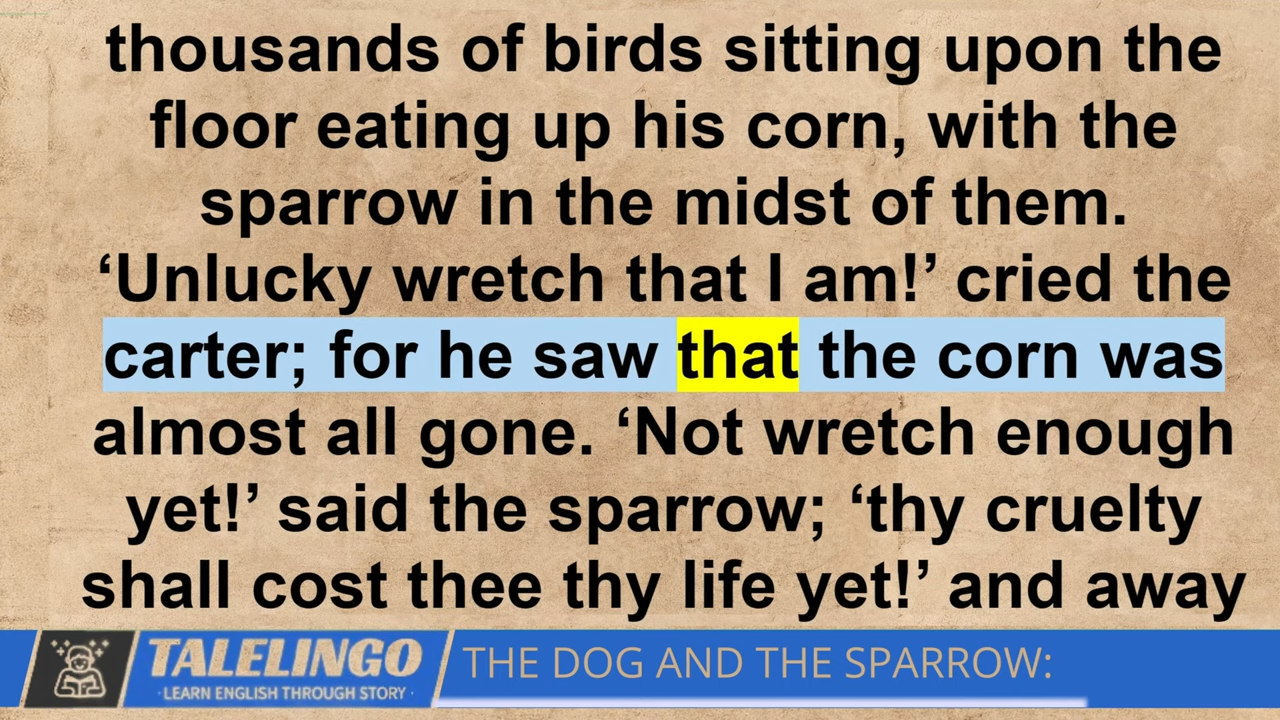 thousands of birds sitting upon the
floor eating up his corn, with the
sparrow in the midst of them.
‘Unlucky wretch that I am!’ cried the
carter; for he saw that the corn was
almost all gone. ‘Not wretch enough
yet!’ said the sparrow; ‘thy cruelty
shall cost thee thy life yet!’ and away
TALELINGO
· LEARN ENGLISH THROUGH STORY ·
THE DOG AND THE SPARROW: